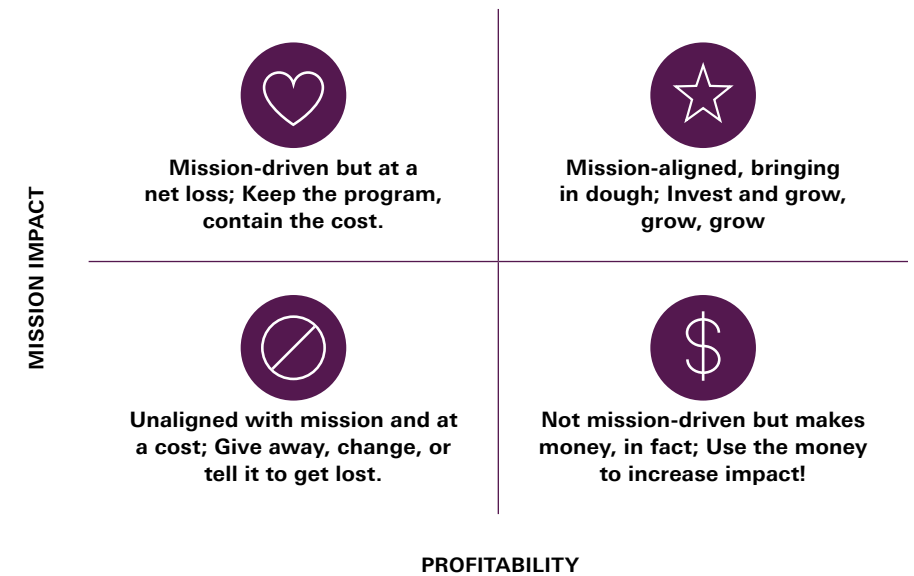 Mission-driven but at a
net loss; Keep the program,
contain the cost.
Mission-aligned, bringing
in dough; Invest and grow,
grow, grow
MISSION IMPACT
Unaligned with mission and at
a cost; Give away, change, or
tell it to get lost.
$
Not mission-driven but makes
money, in fact; Use the money
to increase impact!
PROFITABILITY